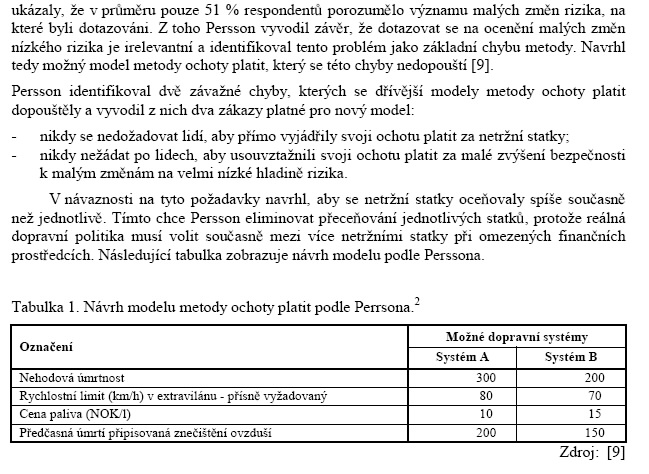 ukázaly, že v průměru pouze 51 % respondentů porozumělo významu malých změn rizika, na
které byli dotazováni. Z toho Persson vyvodil závěr, že dotazovat se na ocenění malých změn
nízkého rizika je irelevantní a identifikoval tento problém jako základní chybu metody. Navrhl
tedy možný model metody ochoty platit, který se této chyby nedopouští [9].
Persson identifikoval dvě závažné chyby, kterých se dřívější modely metody ochoty platit
dopouštěly a vyvodil z nich dva zákazy platné pro nový model:
- nikdy se nedožadovat lidí, aby přímo vyjádřily svoji ochotu platit za netržní statky;
- nikdy nežádat po lidech, aby usouvztažnili svoji ochotu platit za malé zvýšení bezpečnosti
k malým změnám na velmi nízké hladině rizika.
V návaznosti na tyto požadavky navrhl, aby se netržní statky oceňovaly spíše současně
než jednotlivě. Tímto chce Persson eliminovat přeceňování jednotlivých statků, protože reálná
dopravní politika musí volit současně mezi více netržními statky při omezených finančních
prostředcích. Následující tabulka zobrazuje návrh modelu podle Perssona.
Tabulka 1. Návrh modelu metody ochoty platit podle Perrsona.2
Označení Možné dopravní systémy
Systém A Systém B
Nehodová úmrtnost 300 200
Rychlostní limit (km/h) v extravilánu - přísně vyžadovaný 80 70
Cena paliva (NOK/l) 10 15
Předčasná úmrtí připisovaná znečištění ovzduší 200 150
Zdroj: [9]